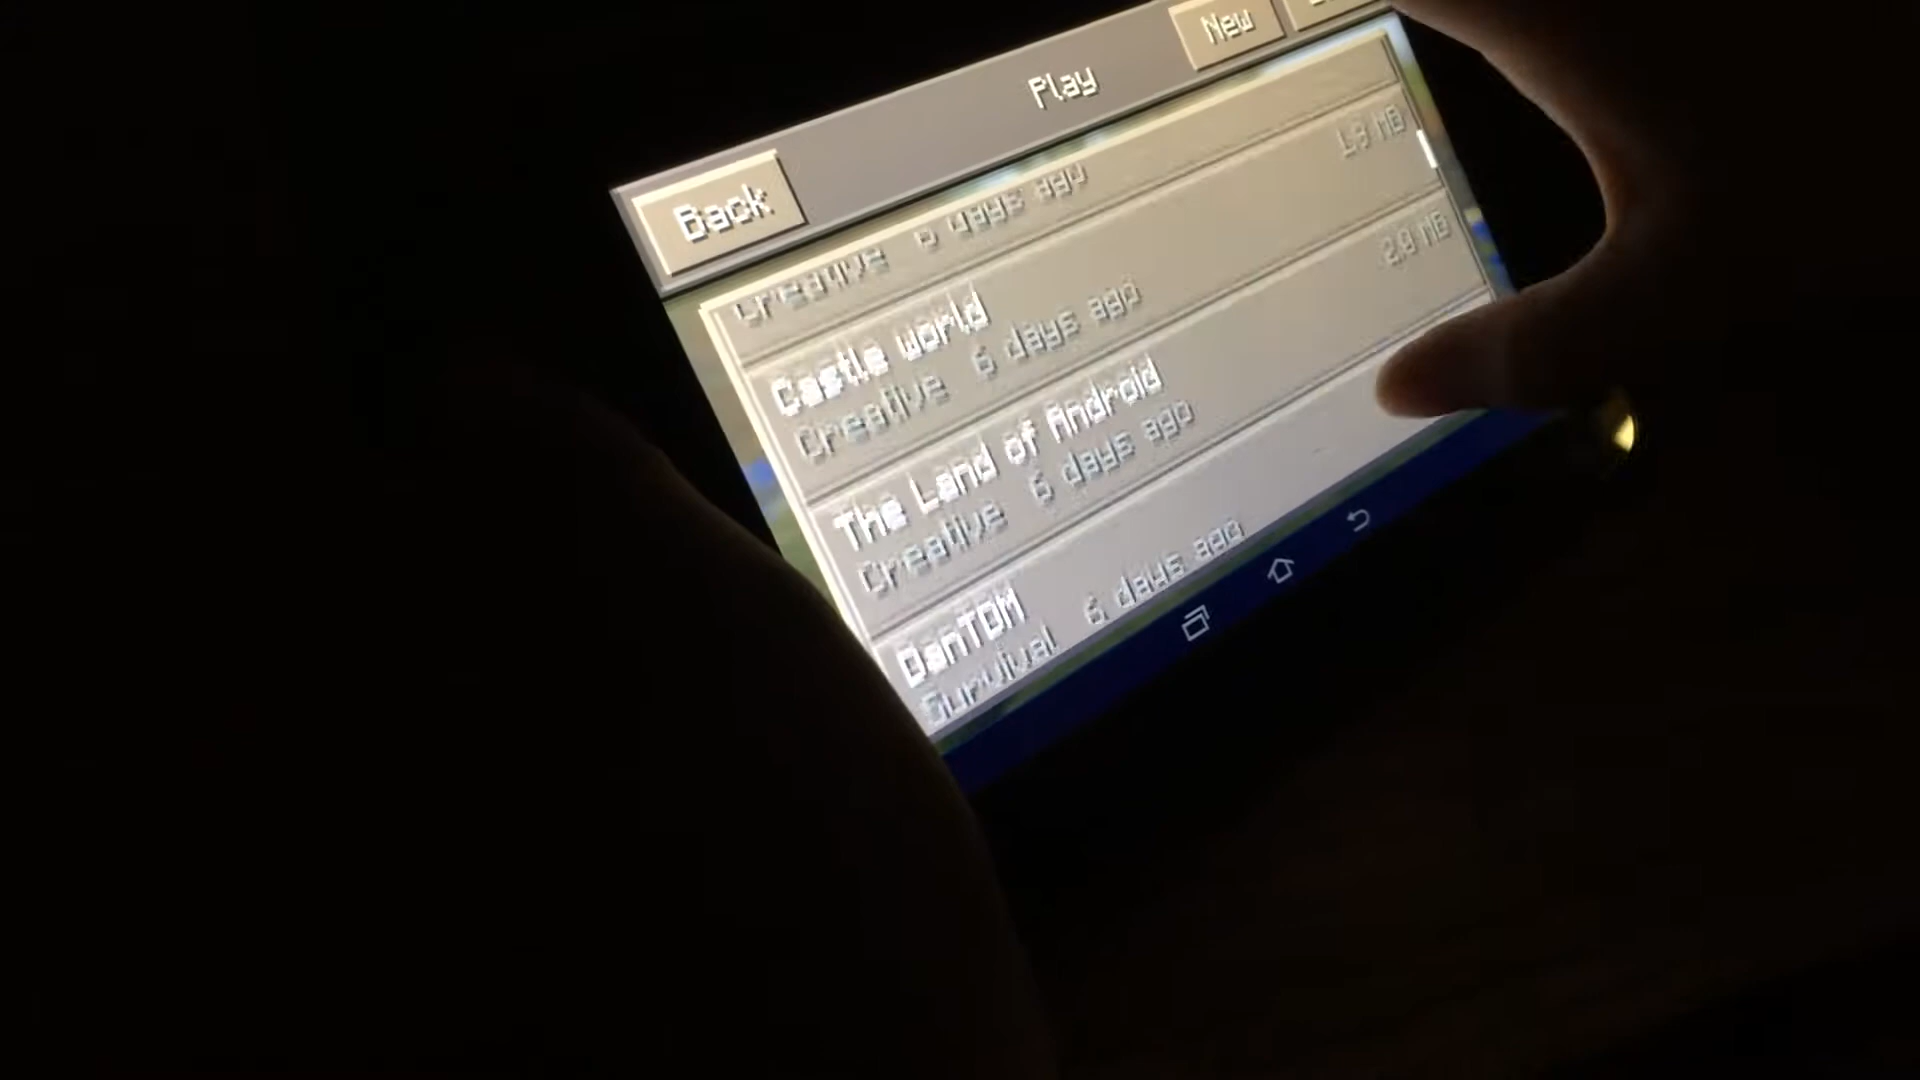 New
Play
Back
Creative 6 days ago
Castle world
1.3 MB
Creative 6 days ago
The Land of Android
2.9 MB
Creative 6 days ago
DanTDM
Survival 6 days ago